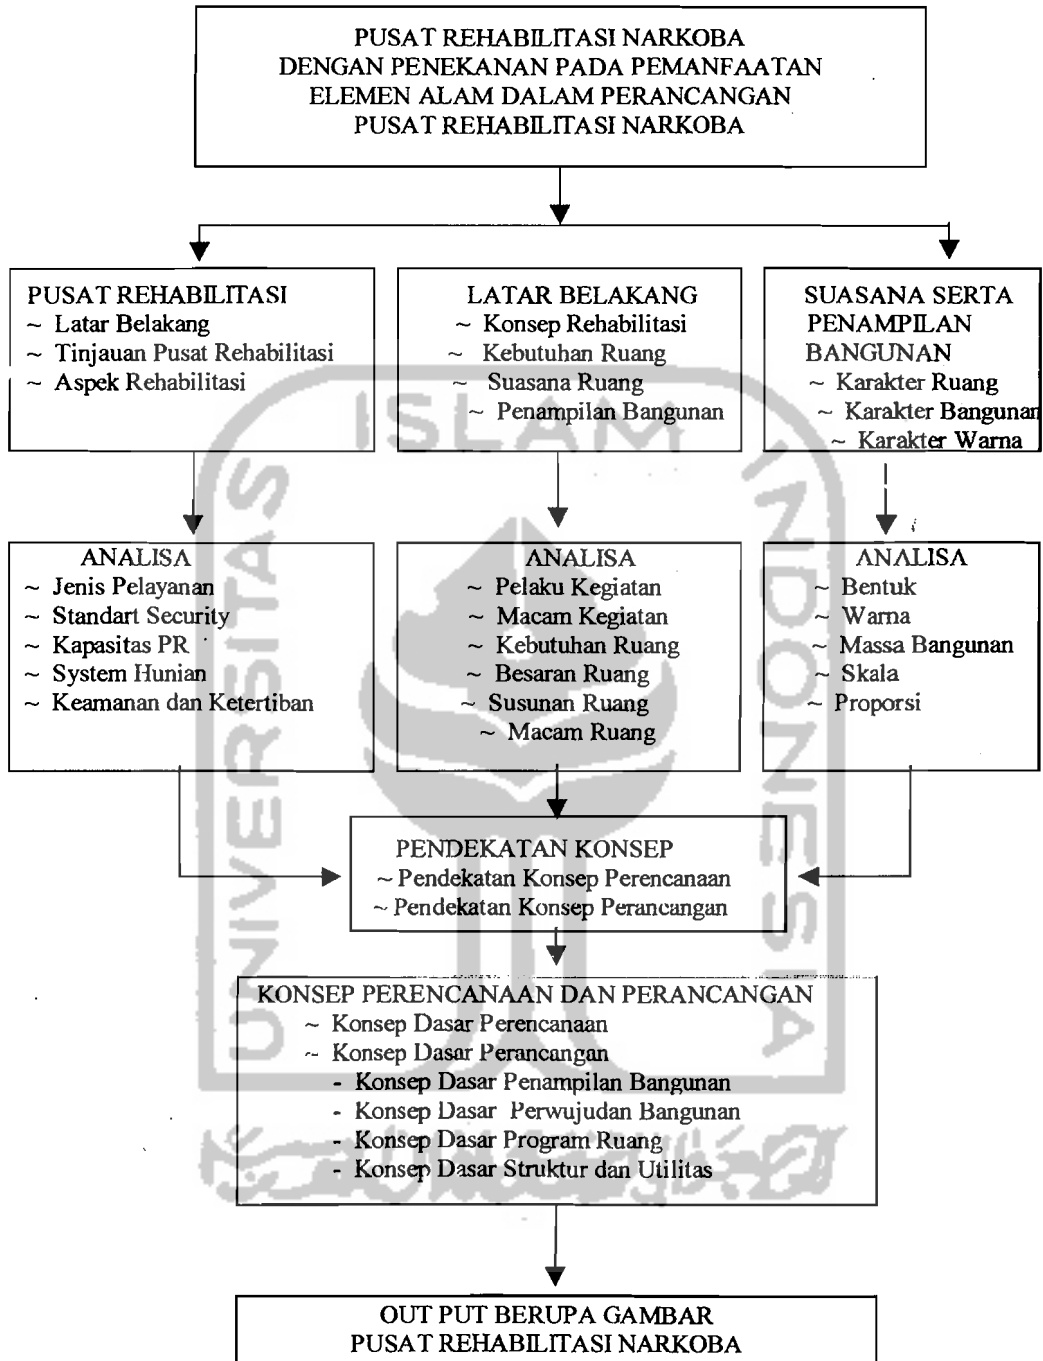 PUSAT REHABILITASI NARKOBA
DENGAN PENEKANAN PADA PEMANFAATAN
ELEMEN ALAM DALAM PERANCANGAN
PUSAT REHABILITASI NARKOBA
PUSAT REHABILITASI
~ Latar Belakang
~ Tinjauan Pusat Rehabilitasi
~ Aspek Rehabilitasi
LATAR BELAKANG
~ Konsep Rehabilitasi
~ Kebutuhan Ruang
~ Suasana Ruang
~ Penampilan Bangunan
SUASANA SERTA
PENAMPILAN
BANGUNAN
~ Karakter Ruang
~ Karakter Bangunan
~ Karakter Warna
ANALISA
~ Jenis Pelayanan
~ Standart Security
~ Kapasitas PR
~ System Hunian
~ Keamanan dan Ketertiban
ANALISA
~ Pelaku Kegiatan
~ Macam Kegiatan
~ Kebutuhan Ruang
~ Besaran Ruang
~ Susunan Ruang
~ Macam Ruang
ANALISA
~ Bentuk
~ Warna
~ Massa Bangunan
~ Skala
~ Proporsi
PENDEKATAN KONSEP
~ Pendekatan Konsep Perencanaan
~ Pendekatan Konsep Perancangan
KONSEP PERENCANAAN DAN PERANCANGAN
~ Konsep Dasar Perencanaan
~ Konsep Dasar Perancangan
- Konsep Dasar Penampilan Bangunan
- Konsep Dasar Perwujudan Bangunan
- Konsep Dasar Program Ruang
- Konsep Dasar Struktur dan Utilitas
OUT PUT BERUPA GAMBAR
PUSAT REHABILITASI NARKOBA
UNIVERSITAS
ISLAM
INDONESIA